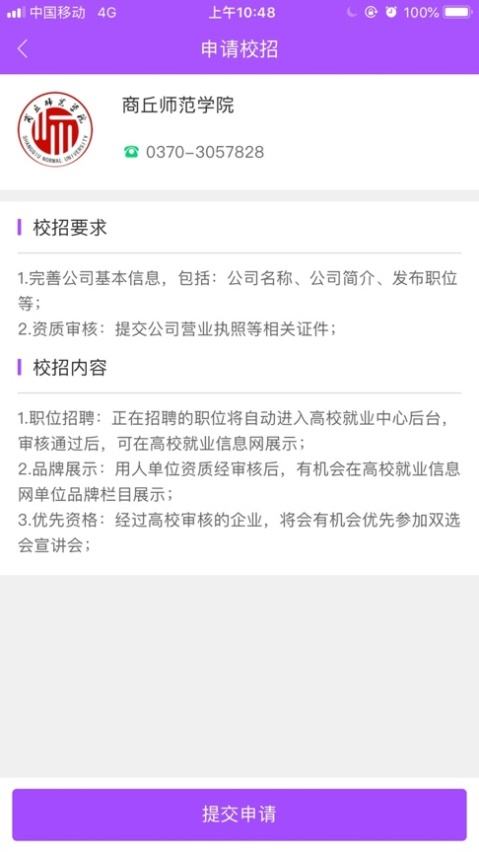 中国移动 4G 上午10:48 100%
申请校招
商丘师范学院
商丘师范学院
SHANGQIU NORMAL UNIVERSITY
0370-3057828
校招要求
1.完善公司基本信息，包括：公司名称、公司简介、发布职位
等；
2.资质审核：提交公司营业执照等相关证件；
校招内容
1.职位招聘：正在招聘的职位将自动进入高校就业中心后台，
审核通过后，可在高校就业信息网展示；
2.品牌展示：用人单位资质经审核后，有机会在高校就业信息
网单位品牌栏目展示；
3.优先资格：经过高校审核的企业，将会有机会优先参加双选
会宣讲会；
提交申请